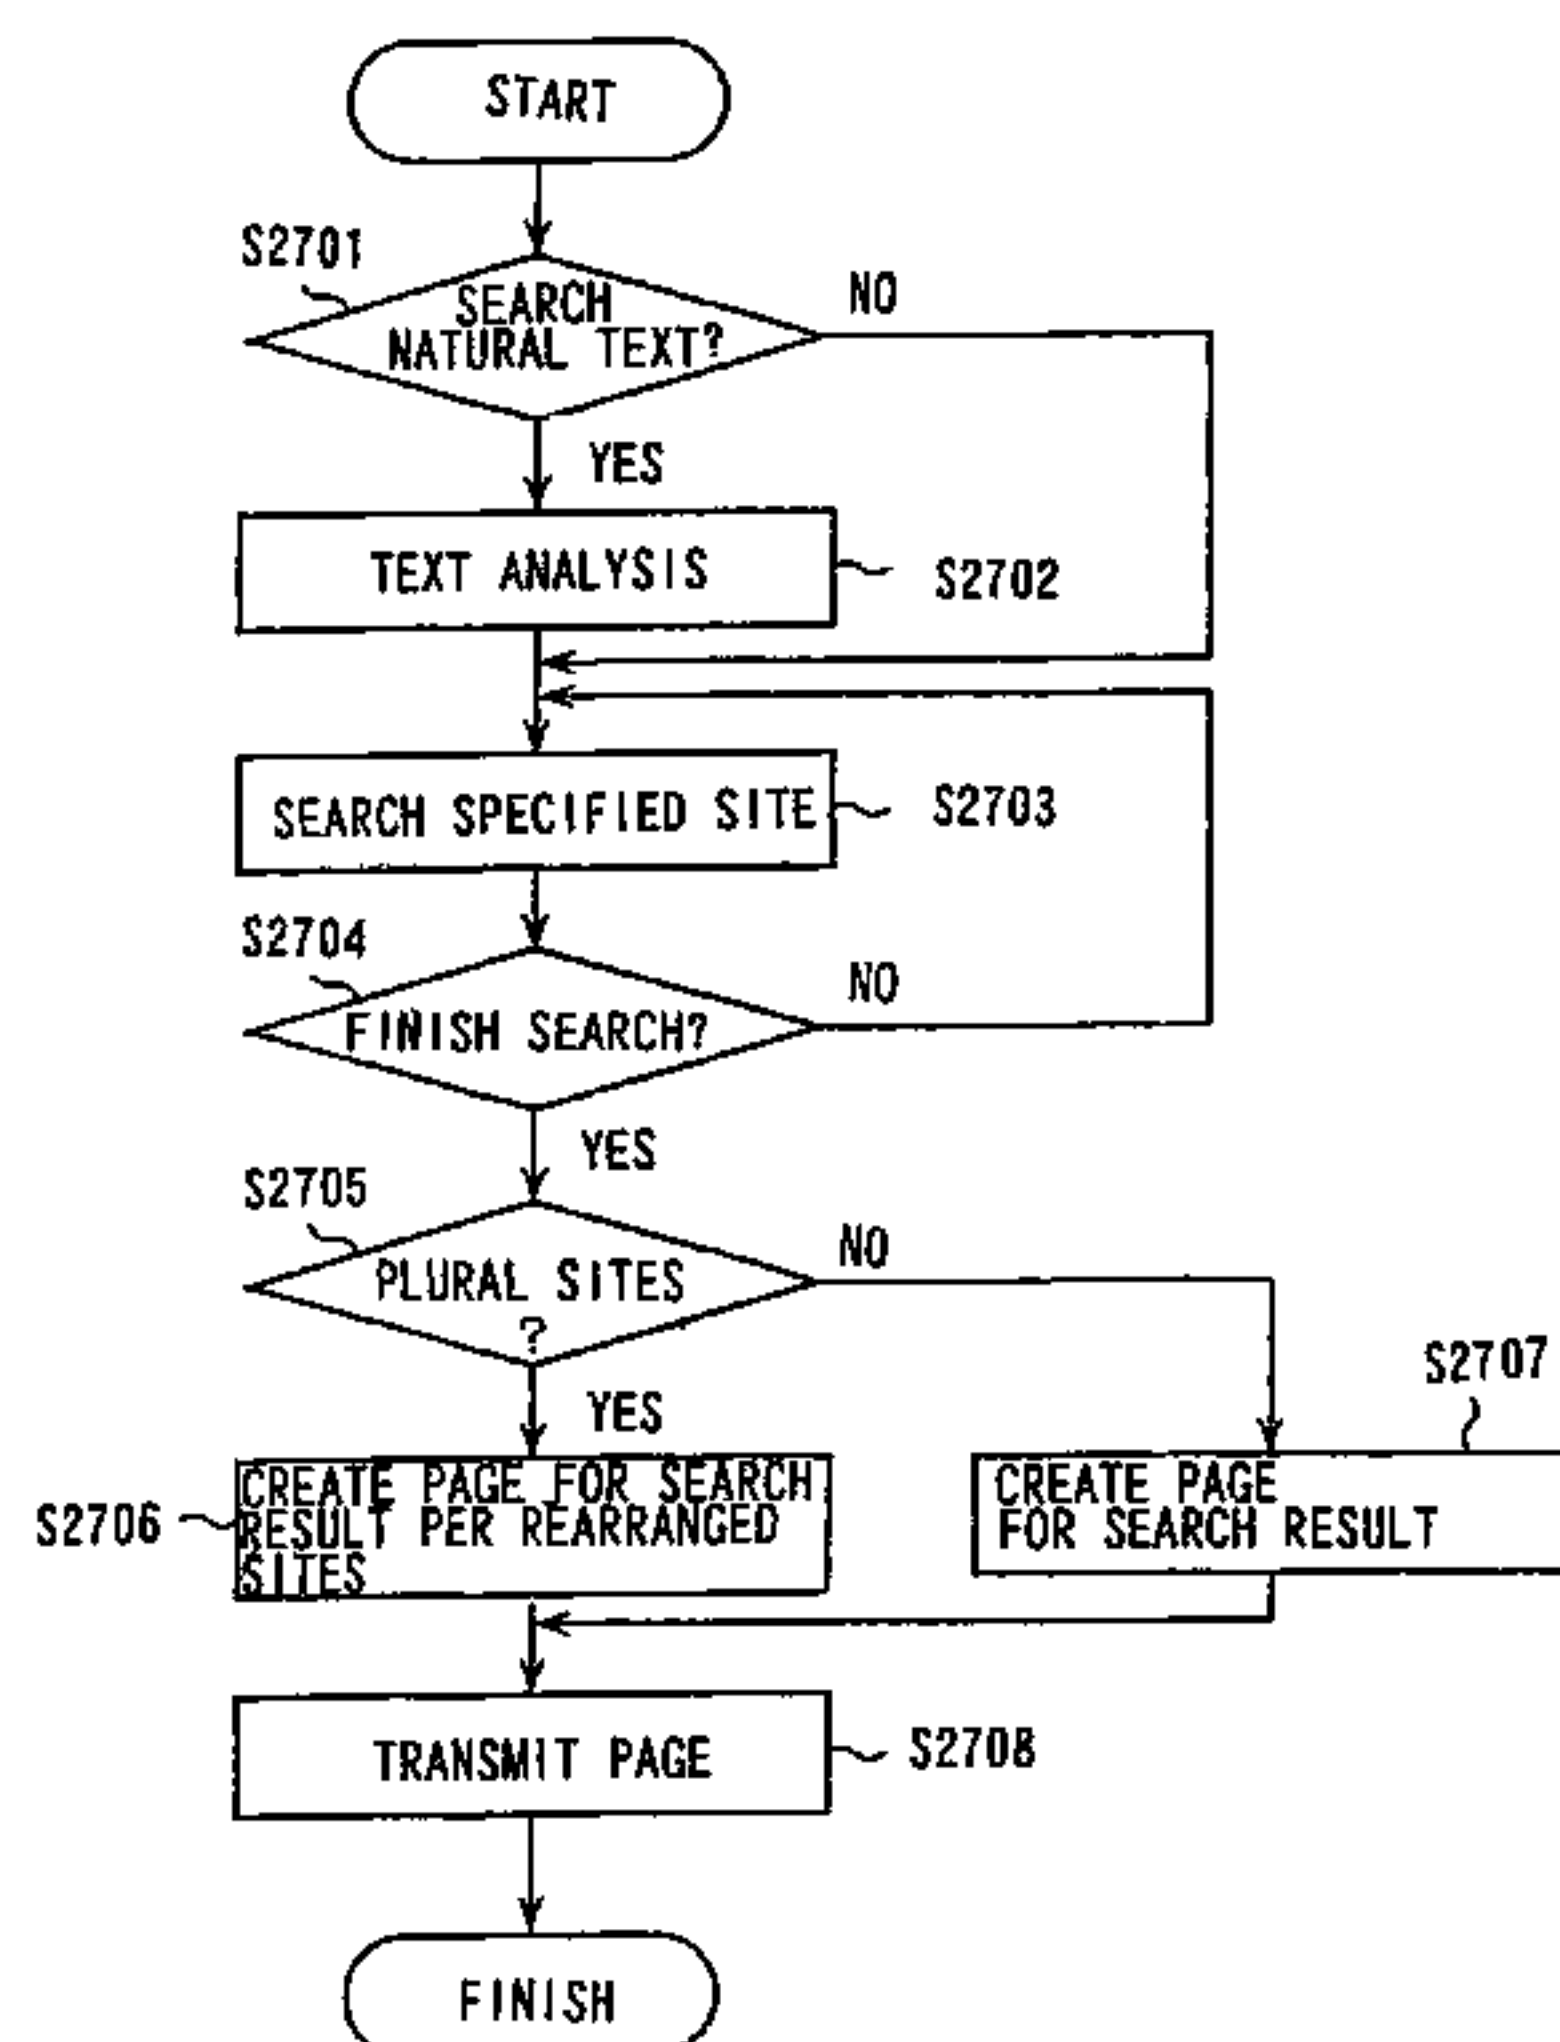 START
S2701
SEARCH
NATURAL TEXT?
NO
YES
TEXT ANALYSIS
S2702
SEARCH SPECIFIED SITE
S2703
S2704
FINISH SEARCH?
NO
YES
S2705
PLURAL SITES
?
NO
YES
S2706
CREATE PAGE FOR SEARCH
RESULT PER REARRANGED
SITES
S2707
CREATE PAGE
FOR SEARCH RESULT
TRANSMIT PAGE
S2708
FINISH